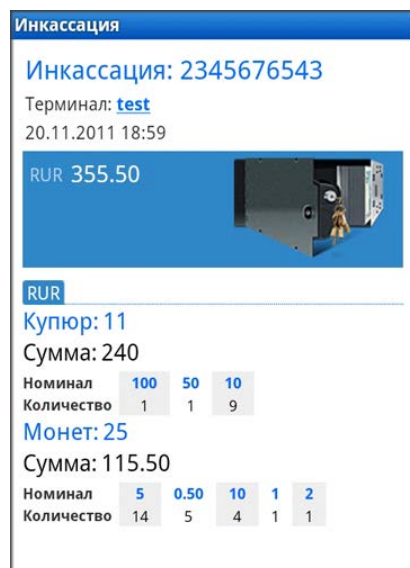 Инкассация
Инкассация: 2345676543
Терминал: test
20.11.2011 18:59
RUR 355.50
RUR
Купюр: 11
Сумма: 240
Номинал 100 50 10
Количество 1 1 9
Монет: 25
Сумма: 115.50
Номинал 5 0.50 10 1 2
Количество 14 5 4 1 1